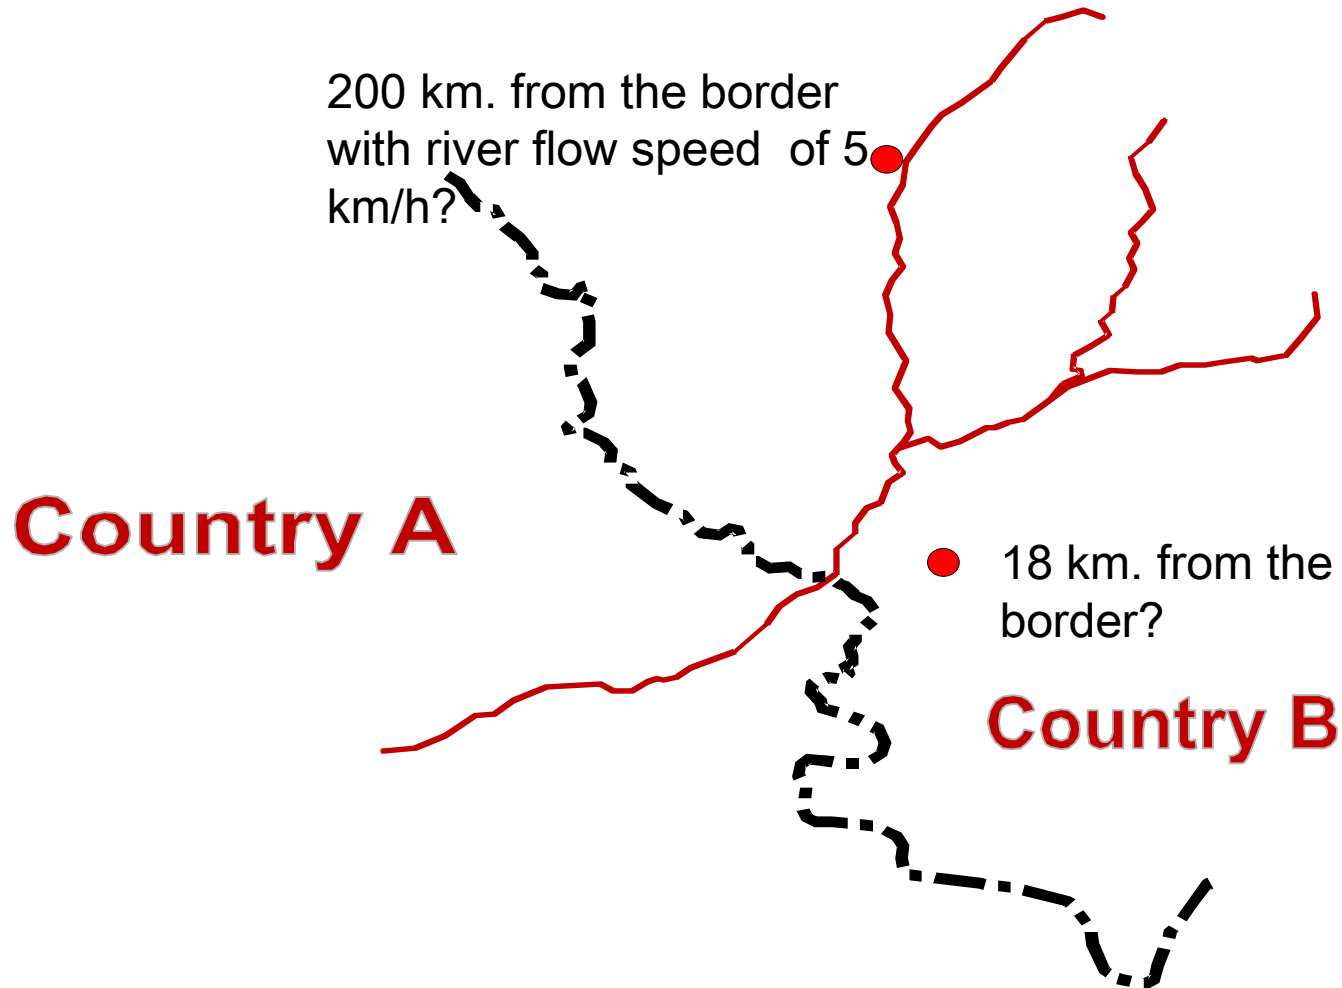 200 km. from the border
with river flow speed  of 5
km/h?
Country A
18 km. from the
border?
Country B